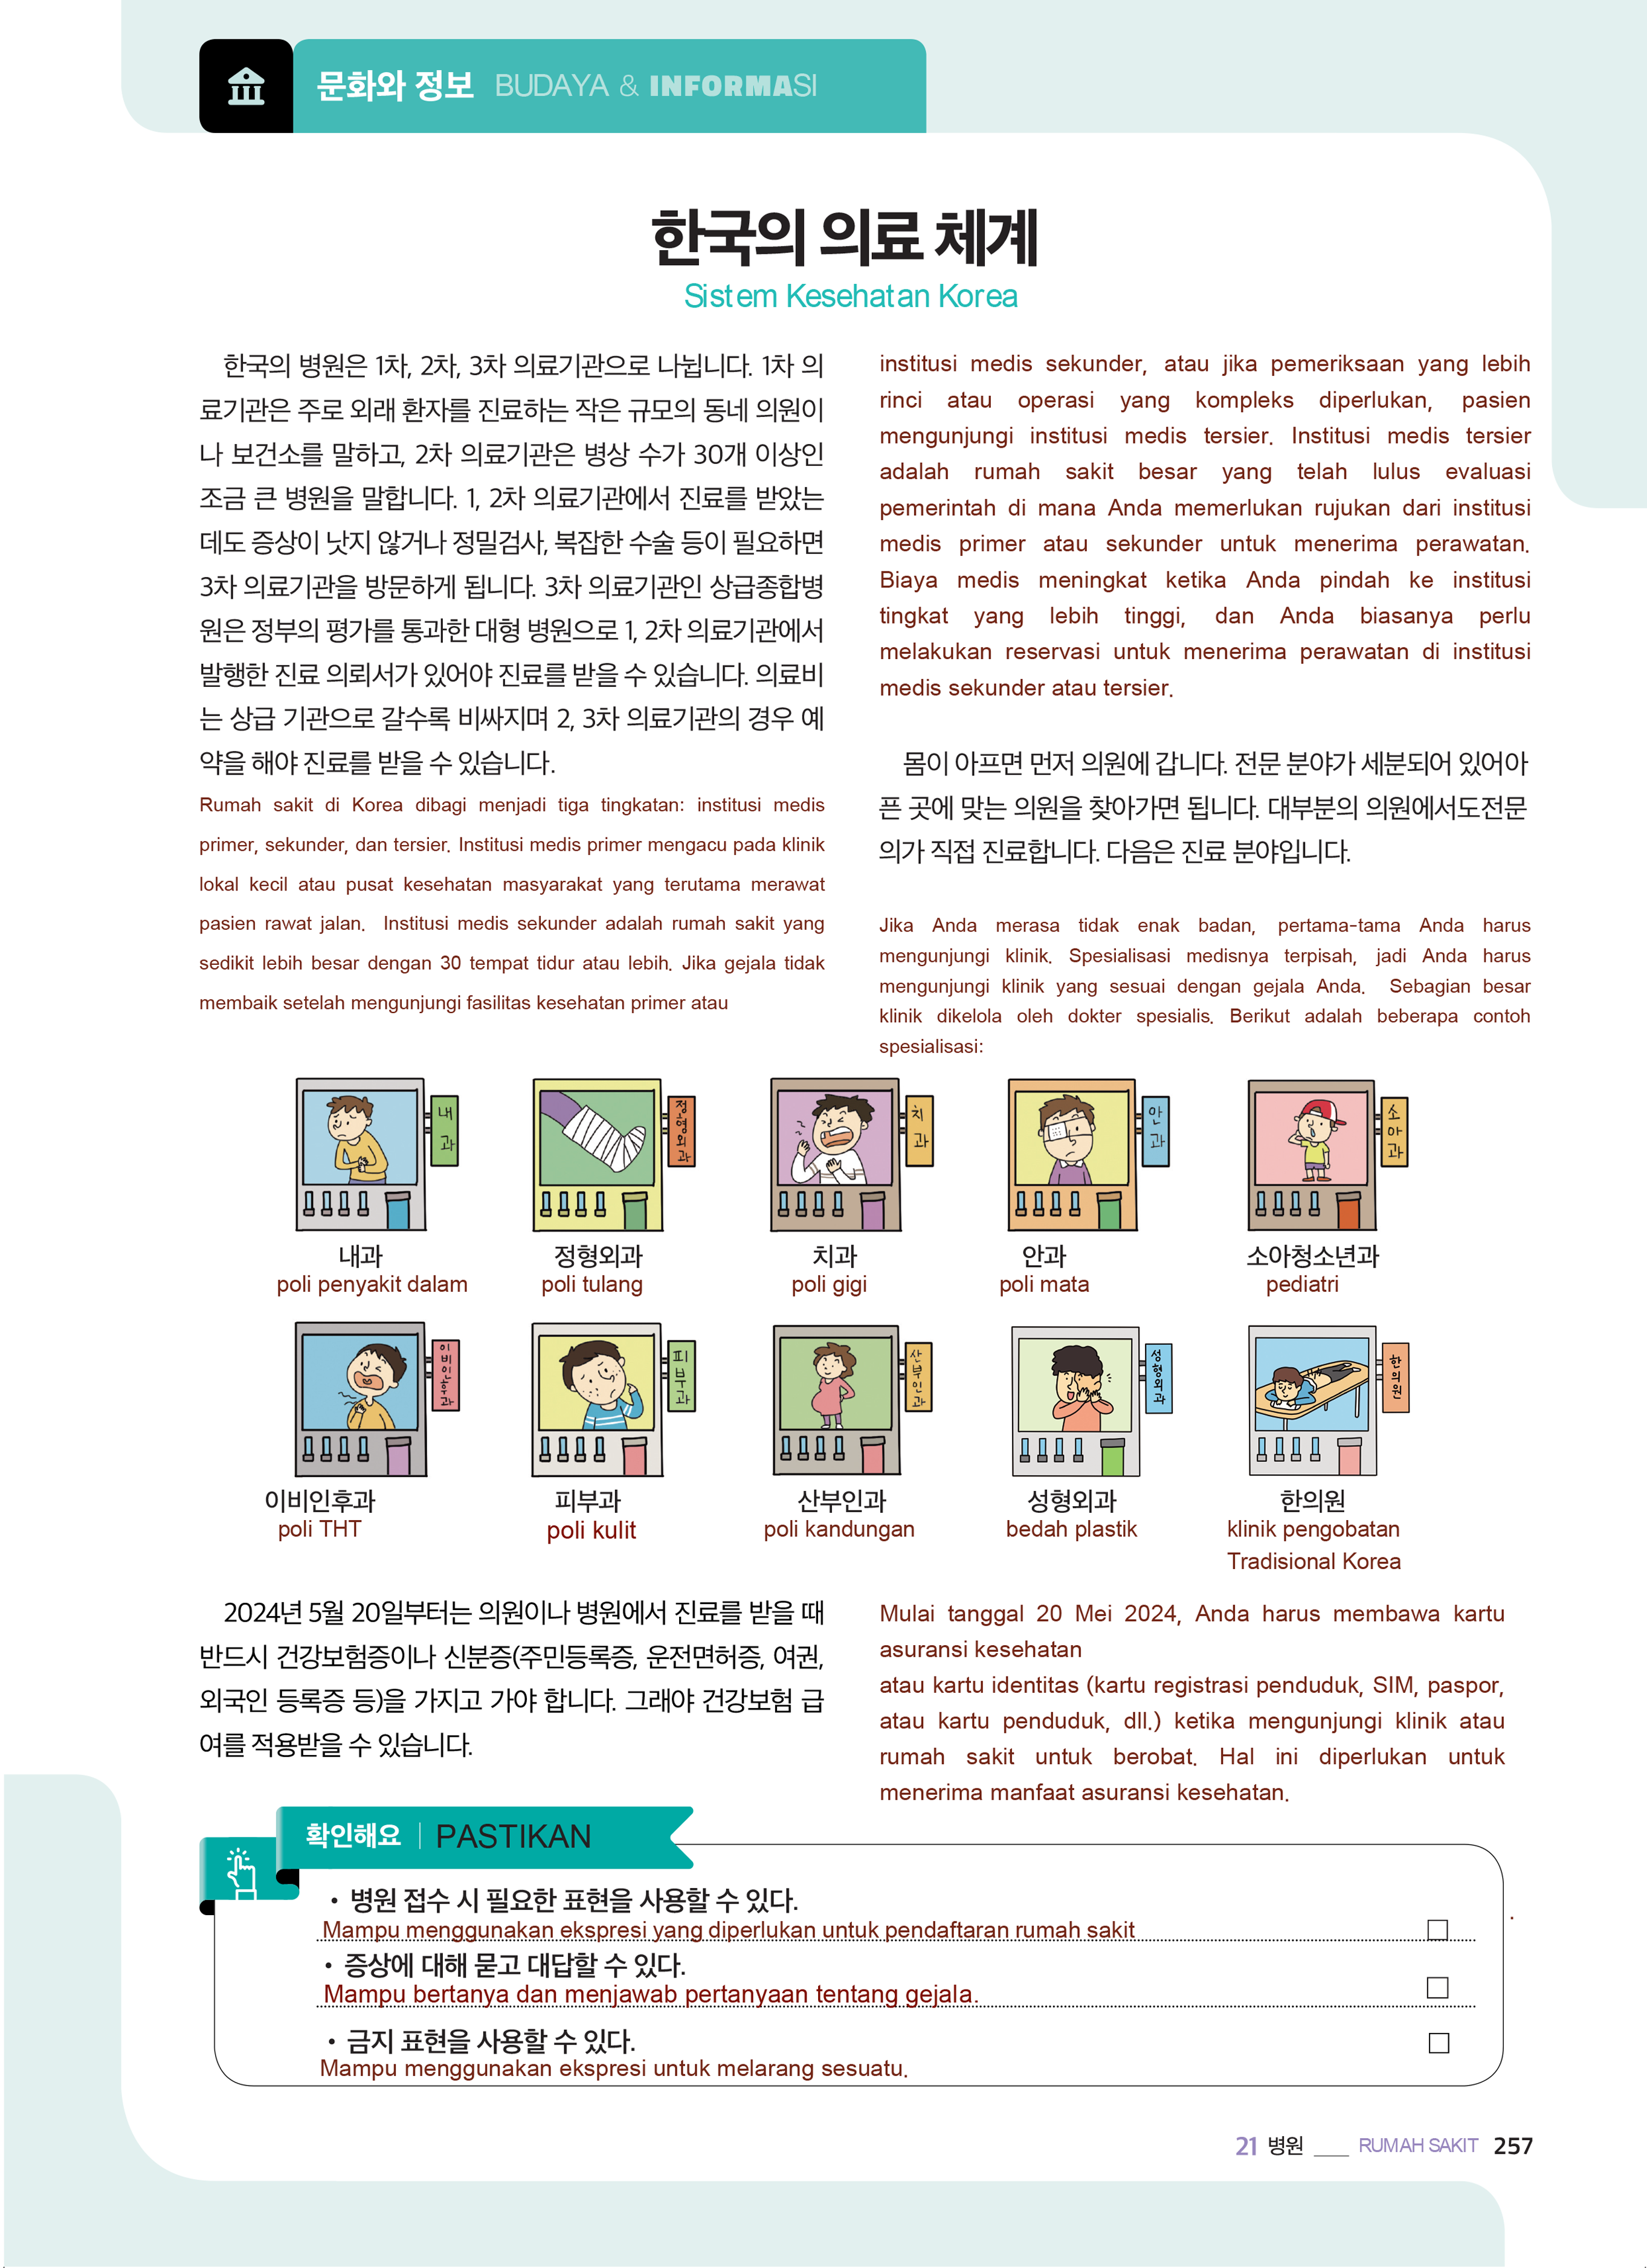 문화와 정보 BUDAYA & INFORMASI
한국의 의료 체계
Sistem Kesehatan Korea
한국의 병원은 1차, 2차, 3차 의료기관으로 나뉩니다. 1차 의
료기관은 주로 외래 환자를 진료하는 작은 규모의 동네 의원이
나 보건소를 말하고, 2차 의료기관은 병상 수가 30개 이상인
조금 큰 병원을 말합니다. 1, 2차 의료기관에서 진료를 받았는
데도 증상이 낫지 않거나 정밀검사, 복잡한 수술 등이 필요하면
3차 의료기관을 방문하게 됩니다. 3차 의료기관인 상급종합병
원은 정부의 평가를 통과한 대형 병원으로 1, 2차 의료기관에서
발행한 진료 의뢰서가 있어야 진료를 받을 수 있습니다. 의료비
는 상급 기관으로 갈수록 비싸지며 2, 3차 의료기관의 경우 예
약을 해야 진료를 받을 수 있습니다.
Rumah sakit di Korea dibagi menjadi tiga tingkatan: institusi medis
primer, sekunder, dan tersier. Institusi medis primer mengacu pada klinik
lokal kecil atau pusat kesehatan masyarakat yang terutama merawat
pasien rawat jalan. Institusi medis sekunder adalah rumah sakit yang
sedikit lebih besar dengan 30 tempat tidur atau lebih. Jika gejala tidak
membaik setelah mengunjungi fasilitas kesehatan primer atau
institusi medis sekunder, atau jika pemeriksaan yang lebih
rinci atau operasi yang kompleks diperlukan, pasien
mengunjungi institusi medis tersier. Institusi medis tersier
adalah rumah sakit besar yang telah lulus evaluasi
pemerintah di mana Anda memerlukan rujukan dari institusi
medis primer atau sekunder untuk menerima perawatan.
Biaya medis meningkat ketika Anda pindah ke institusi
tingkat yang lebih tinggi, dan Anda biasanya perlu
melakukan reservasi untuk menerima perawatan di institusi
medis sekunder atau tersier.
몸이 아프면 먼저 의원에 갑니다. 전문 분야가 세분되어 있어아
픈 곳에 맞는 의원을 찾아가면 됩니다. 대부분의 의원에서도전문
의가 직접 진료합니다. 다음은 진료 분야입니다.
Jika Anda merasa tidak enak badan, pertama-tama Anda harus
mengunjungi klinik. Spesialisasi medisnya terpisah, jadi Anda harus
mengunjungi klinik yang sesuai dengan gejala Anda. Sebagian besar
klinik dikelola oleh dokter spesialis. Berikut adalah beberapa contoh
spesialisasi:
내과
정형외과
치과
안과
소아과
내과
poli penyakit dalam
정형외과
poli tulang
치과
poli gigi
안과
poli mata
소아청소년과
pediatri
이비인후과
피부과
산부인과
성형외과
한의원
이비인후과
poli THT
피부과
poli kulit
산부인과
poli kandungan
성형외과
bedah plastik
한의원
klinik pengobatan
Tradisional Korea
2024년 5월 20일부터는 의원이나 병원에서 진료를 받을 때
반드시 건강보험증이나 신분증(주민등록증, 운전면허증, 여권,
외국인 등록증 등)을 가지고 가야 합니다. 그래야 건강보험 급
여를 적용받을 수 있습니다.
Mulai tanggal 20 Mei 2024, Anda harus membawa kartu
asuransi kesehatan
atau kartu identitas (kartu registrasi penduduk, SIM, paspor,
atau kartu penduduk, dll.) ketika mengunjungi klinik atau
rumah sakit untuk berobat. Hal ini diperlukan untuk
menerima manfaat asuransi kesehatan.
확인해요 | PASTIKAN
• 병원 접수 시 필요한 표현을 사용할 수 있다.
Mampu menggunakan ekspresi yang diperlukan untuk pendaftaran rumah sakit
• 증상에 대해 묻고 대답할 수 있다.
Mampu bertanya dan menjawab pertanyaan tentang gejala.
• 금지 표현을 사용할 수 있다.
Mampu menggunakan ekspresi untuk melarang sesuatu.
21 병원 ___ RUMAH SAKIT 257